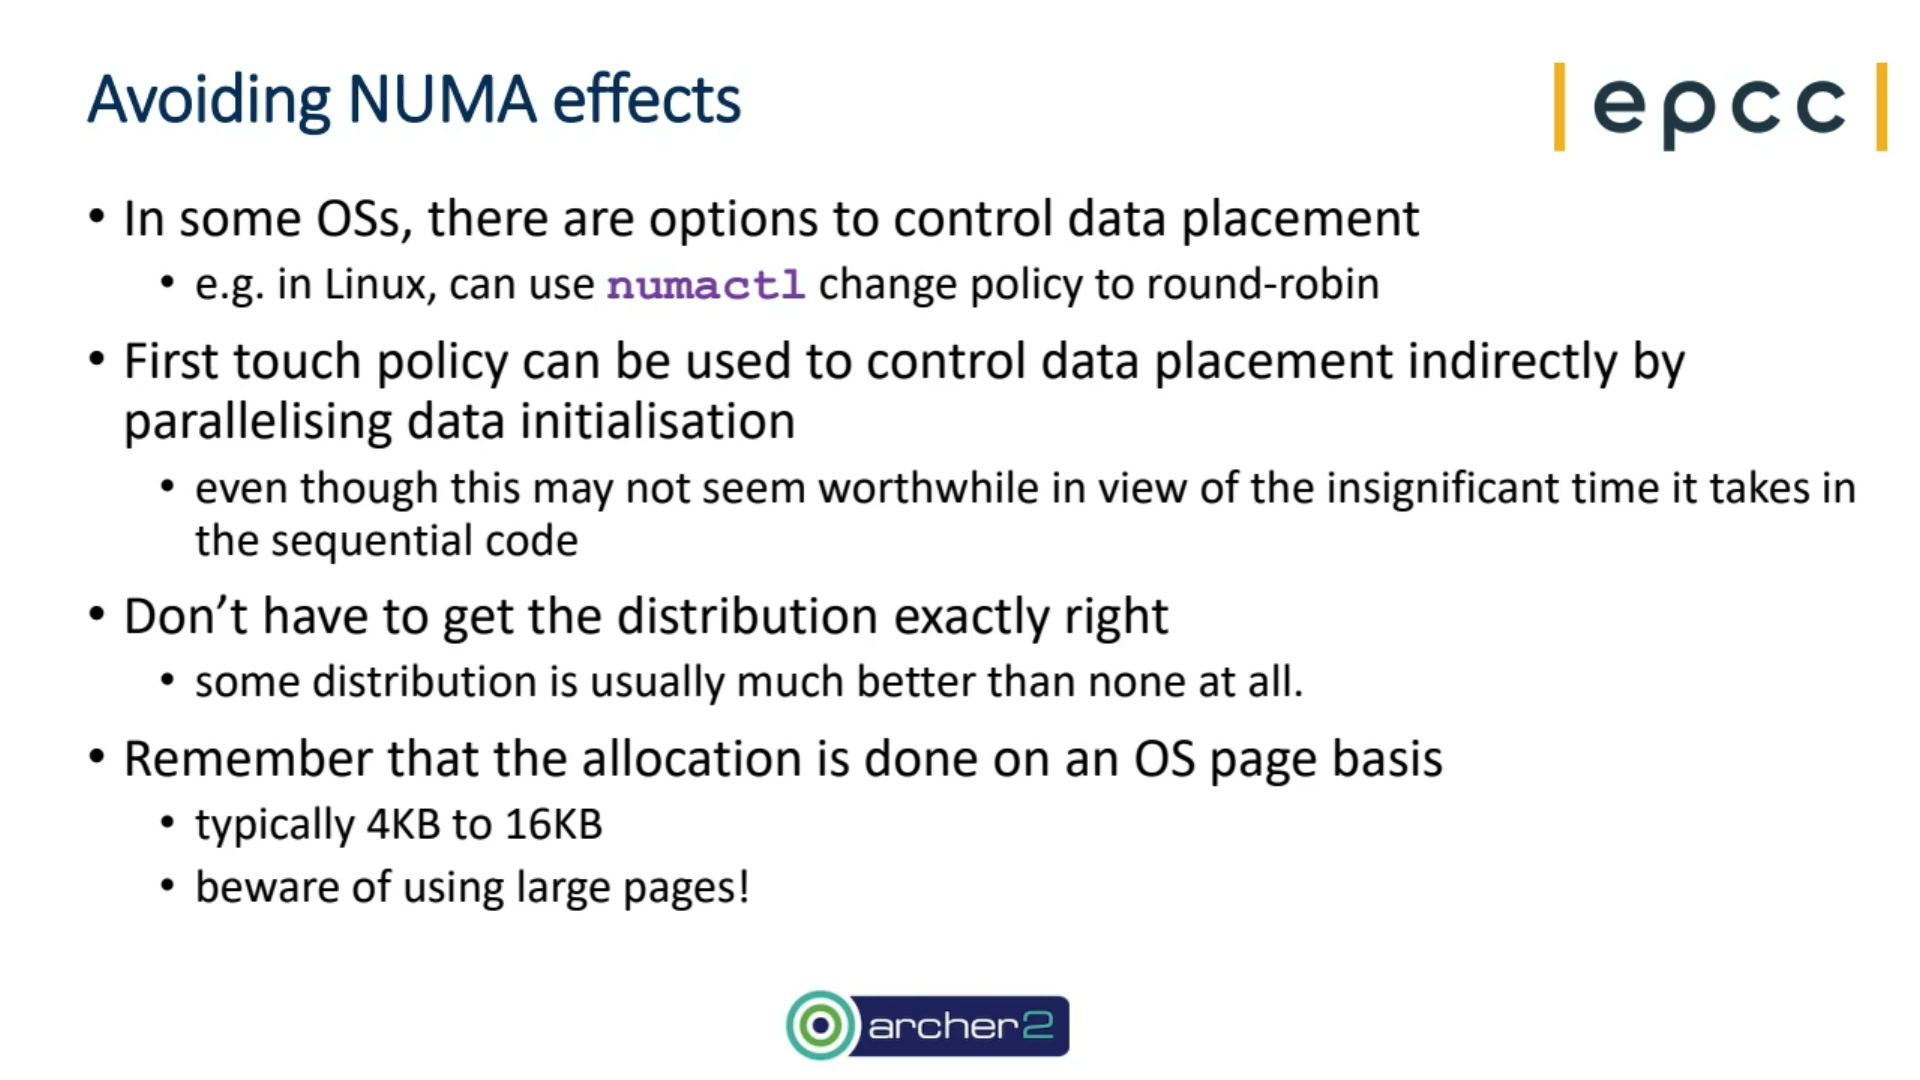 Avoiding NUMA effects
|epcc|
• In some OSs, there are options to control data placement
• e.g. in Linux, can use numactl change policy to round-robin
• First touch policy can be used to control data placement indirectly by
parallelising data initialisation
• even though this may not seem worthwhile in view of the insignificant time it takes in
the sequential code
• Don’t have to get the distribution exactly right
• some distribution is usually much better than none at all.
• Remember that the allocation is done on an OS page basis
• typically 4KB to 16KB
• beware of using large pages!
archer2